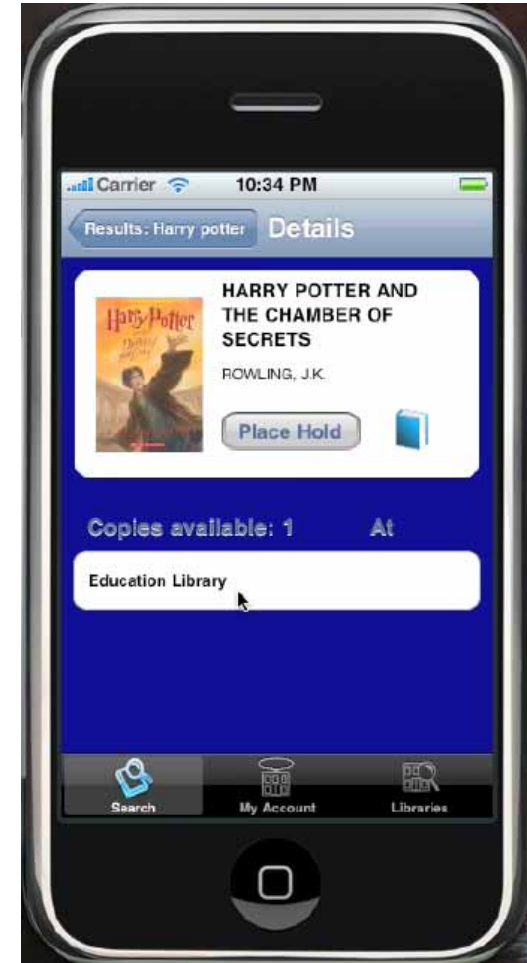 Carrier 10:34 PM
Results: Harry potter Details
Harry Potter
HARRY POTTER AND
THE CHAMBER OF
SECRETS
ROWLING, J.K.
Place Hold
Copies available: 1 At
Education Library
Search My Account Libraries